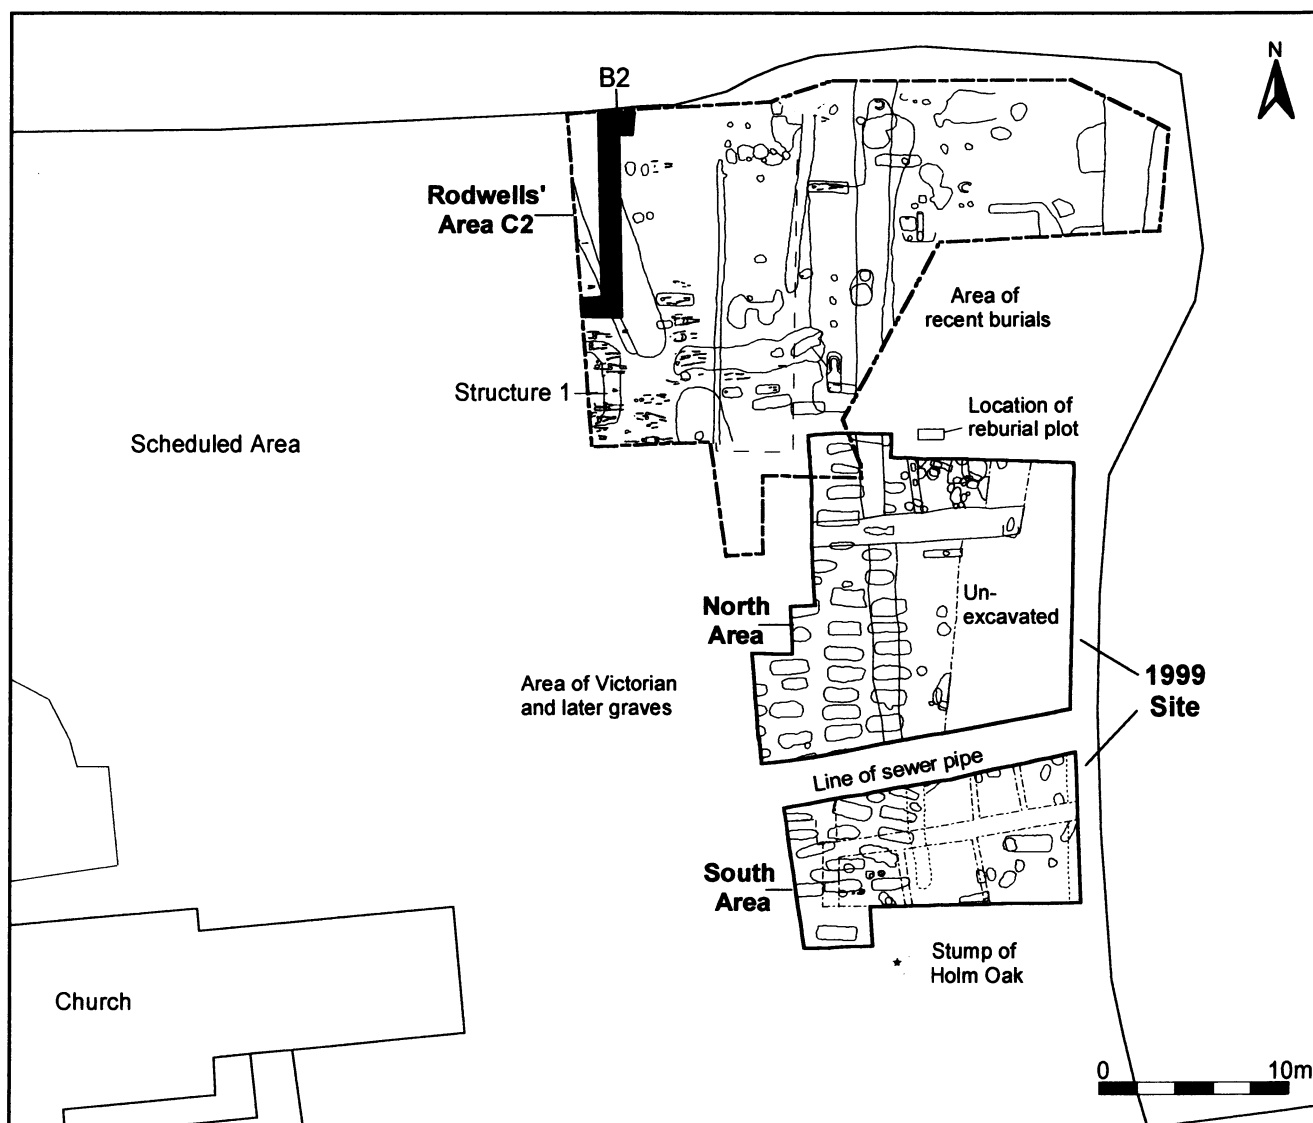 N
B2
Rodwells'
Area C2
Area of
recent burials
Structure 1
Location of
reburial plot
Scheduled Area
North
Area
Un-
excavated
1999
Site
Area of Victorian
and later graves
Line of sewer pipe
South
Area
Stump of
Holm Oak
Church
0 10m